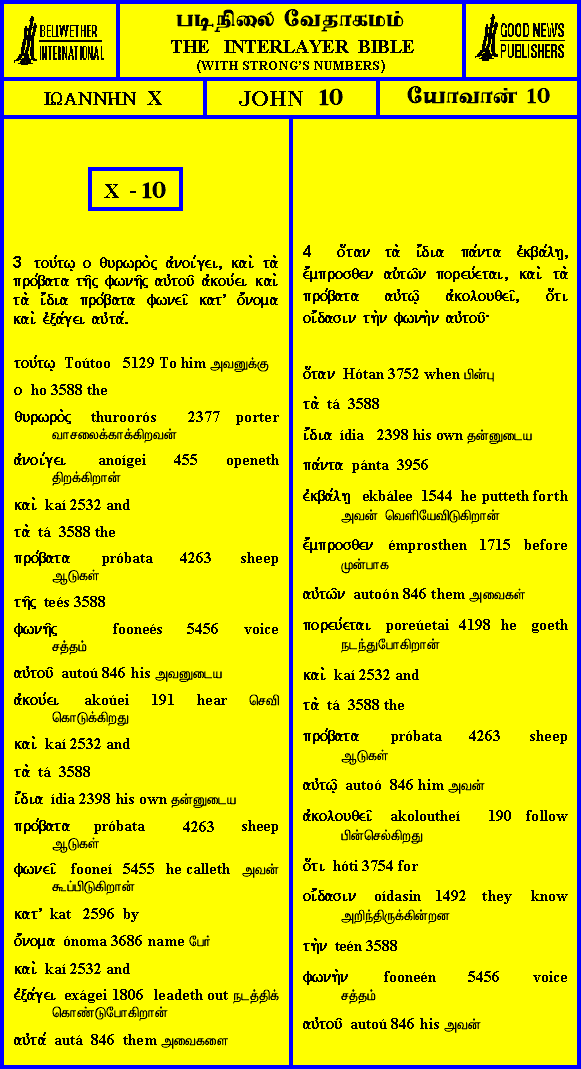 BELLWETHER
INTERNATIONAL
படிநிலை வேதாகமம்
THE INTERLAYER BIBLE
(WITH STRONG'S NUMBERS)
GOOD NEWS
PUBLISHERS
ΙΩΑΝΝΗΝ X
JOHN 10
யோவான் 10
X - 10
3 τούτῳ ο θυρωρὸς ἀνοίγει, καὶ τὰ
πρόβατα τῆς φωνῆς αὐτοῦ ἀκούει καὶ
τὰ ἴδια πρόβατα φωνεῖ κατ' ὄνομα
καὶ ἐξάγει αὐτά.
τούτῳ Toútoo 5129 To him அவனுக்கு
ο ho 3588 the
θυρωρὸς thuroorós 2377 porter
வாசலைக்காக்கிறவன்
ἀνοίγει anoígei 455 openeth
திறக்கிறான்
καὶ kaí 2532 and
τὰ tá 3588 the
πρόβατα próbata 4263 sheep
ஆடுகள்
τῆς teés 3588
φωνῆς fooneés 5456 voice
சத்தம்
αὐτοῦ autoú 846 his அவனுடைய
ἀκούει akoúei 191 hear செவி
கொடுக்கிறது
καὶ kaí 2532 and
τὰ tá 3588
ἴδια ídia 2398 his own தன்னுடைய
πρόβατα próbata 4263 sheep
ஆடுகள்
φωνεῖ fooneí 5455 he calleth அவன்
கூப்பிடுகிறான்
κατ' kat 2596 by
ὄνομα ónoma 3686 name பேர்
καὶ kaí 2532 and
ἐξάγει exágei 1806 leadeth out நடத்திக்
கொண்டுபோகிறான்
αὐτά autá 846 them அவைகளை
4 ὅταν τὰ ἴδια πάντα ἐκβάλῃ,
ἔμπροσθεν αὐτῶν πορεύεται, καὶ τὰ
πρόβατα αὐτῷ ἀκολουθεῖ, ὅτι
οἴδασιν τὴν φωνὴν αὐτοῦ·
ὅταν Hótan 3752 when பின்பு
τὰ tá 3588
ἴδια ídia 2398 his own தன்னுடைய
πάντα pánta 3956
ἐκβάλῃ ekbálee 1544 he putteth forth
அவன் வெளியேவிடுகிறான்
ἔμπροσθεν émprosthen 1715 before
முன்பாக
αὐτῶν autoón 846 them அவைகள்
πορεύεται poreúetai 4198 he goeth
நடந்துபோகிறான்
καὶ kaí 2532 and
τὰ tá 3588 the
πρόβατα próbata 4263 sheep
ஆடுகள்
αὐτῷ autoó 846 him அவன்
ἀκολουθεῖ akoloutheí 190 follow
பின்செல்கிறது
ὅτι hóti 3754 for
οἴδασιν oídasin 1492 they know
அறிந்திருக்கின்றன
τὴν teén 3588
φωνὴν fooneén 5456 voice
சத்தம்
αὐτοῦ autoú 846 his அவன்